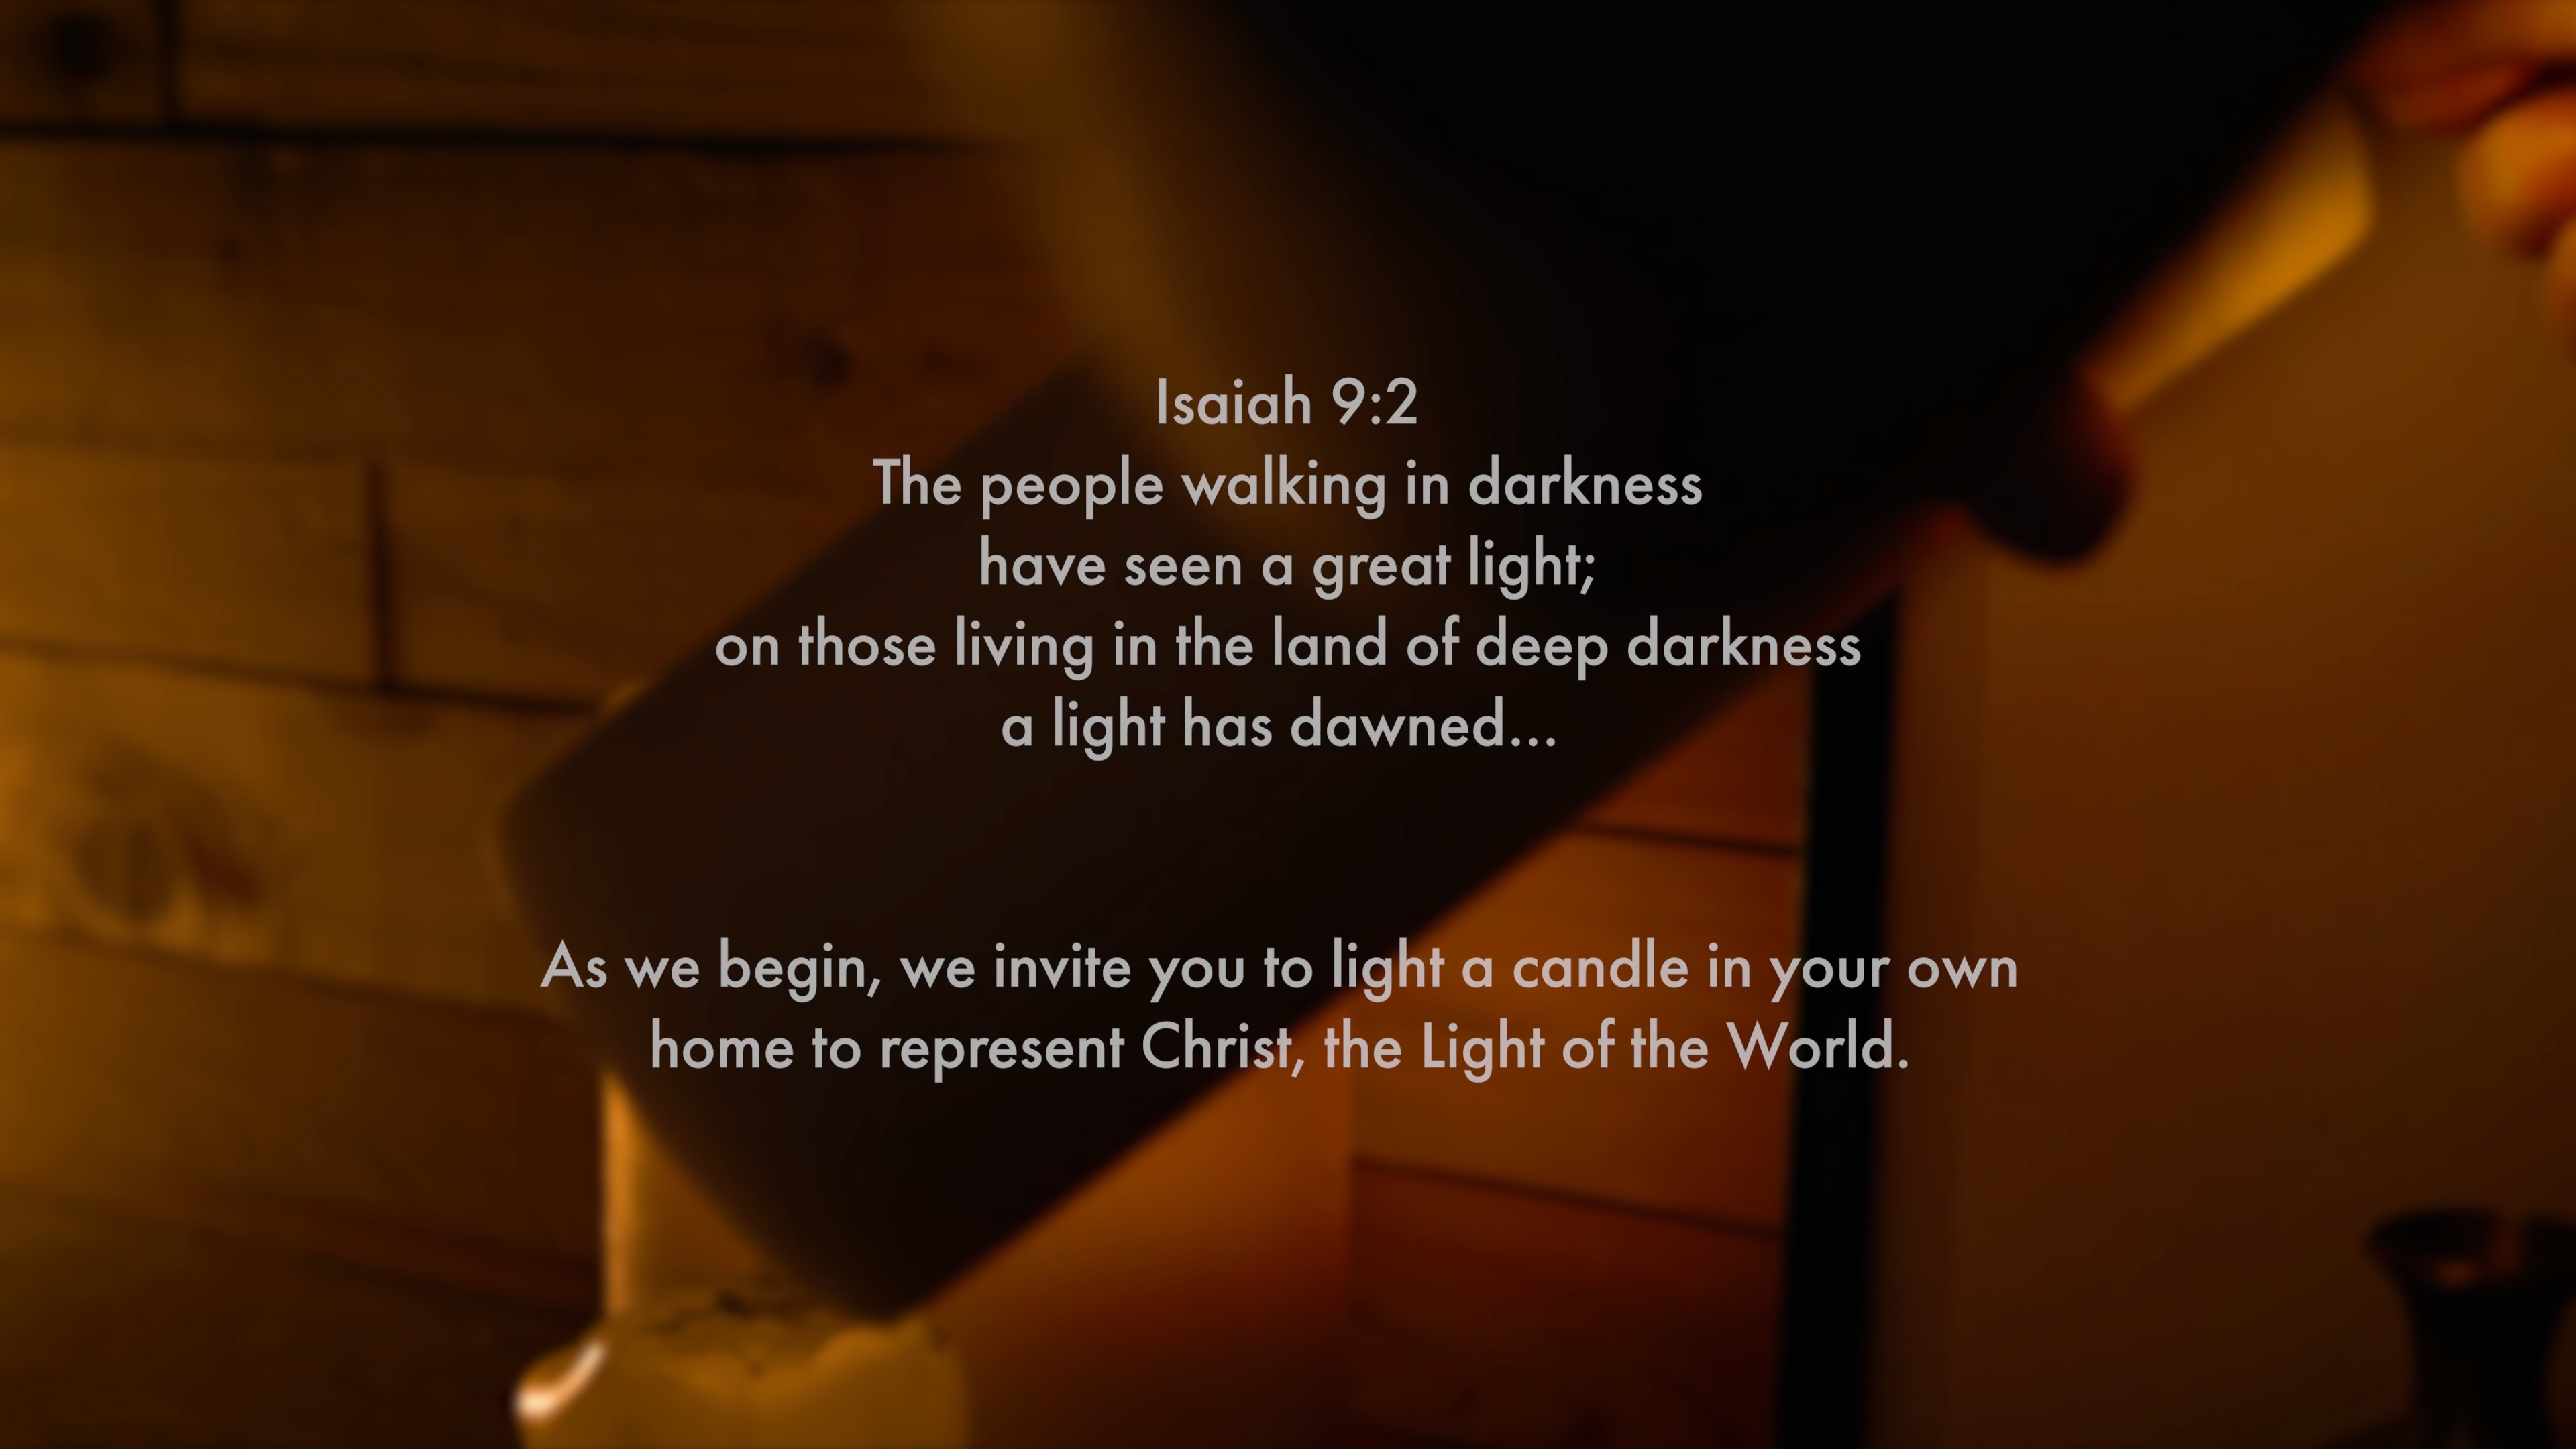 Isaiah 9:2
The people walking in darkness
have seen a great light;
on those living in the land of deep darkness
a light has dawned...
As we begin, we invite you to light a candle in your own
home to represent Christ, the Light of the World.